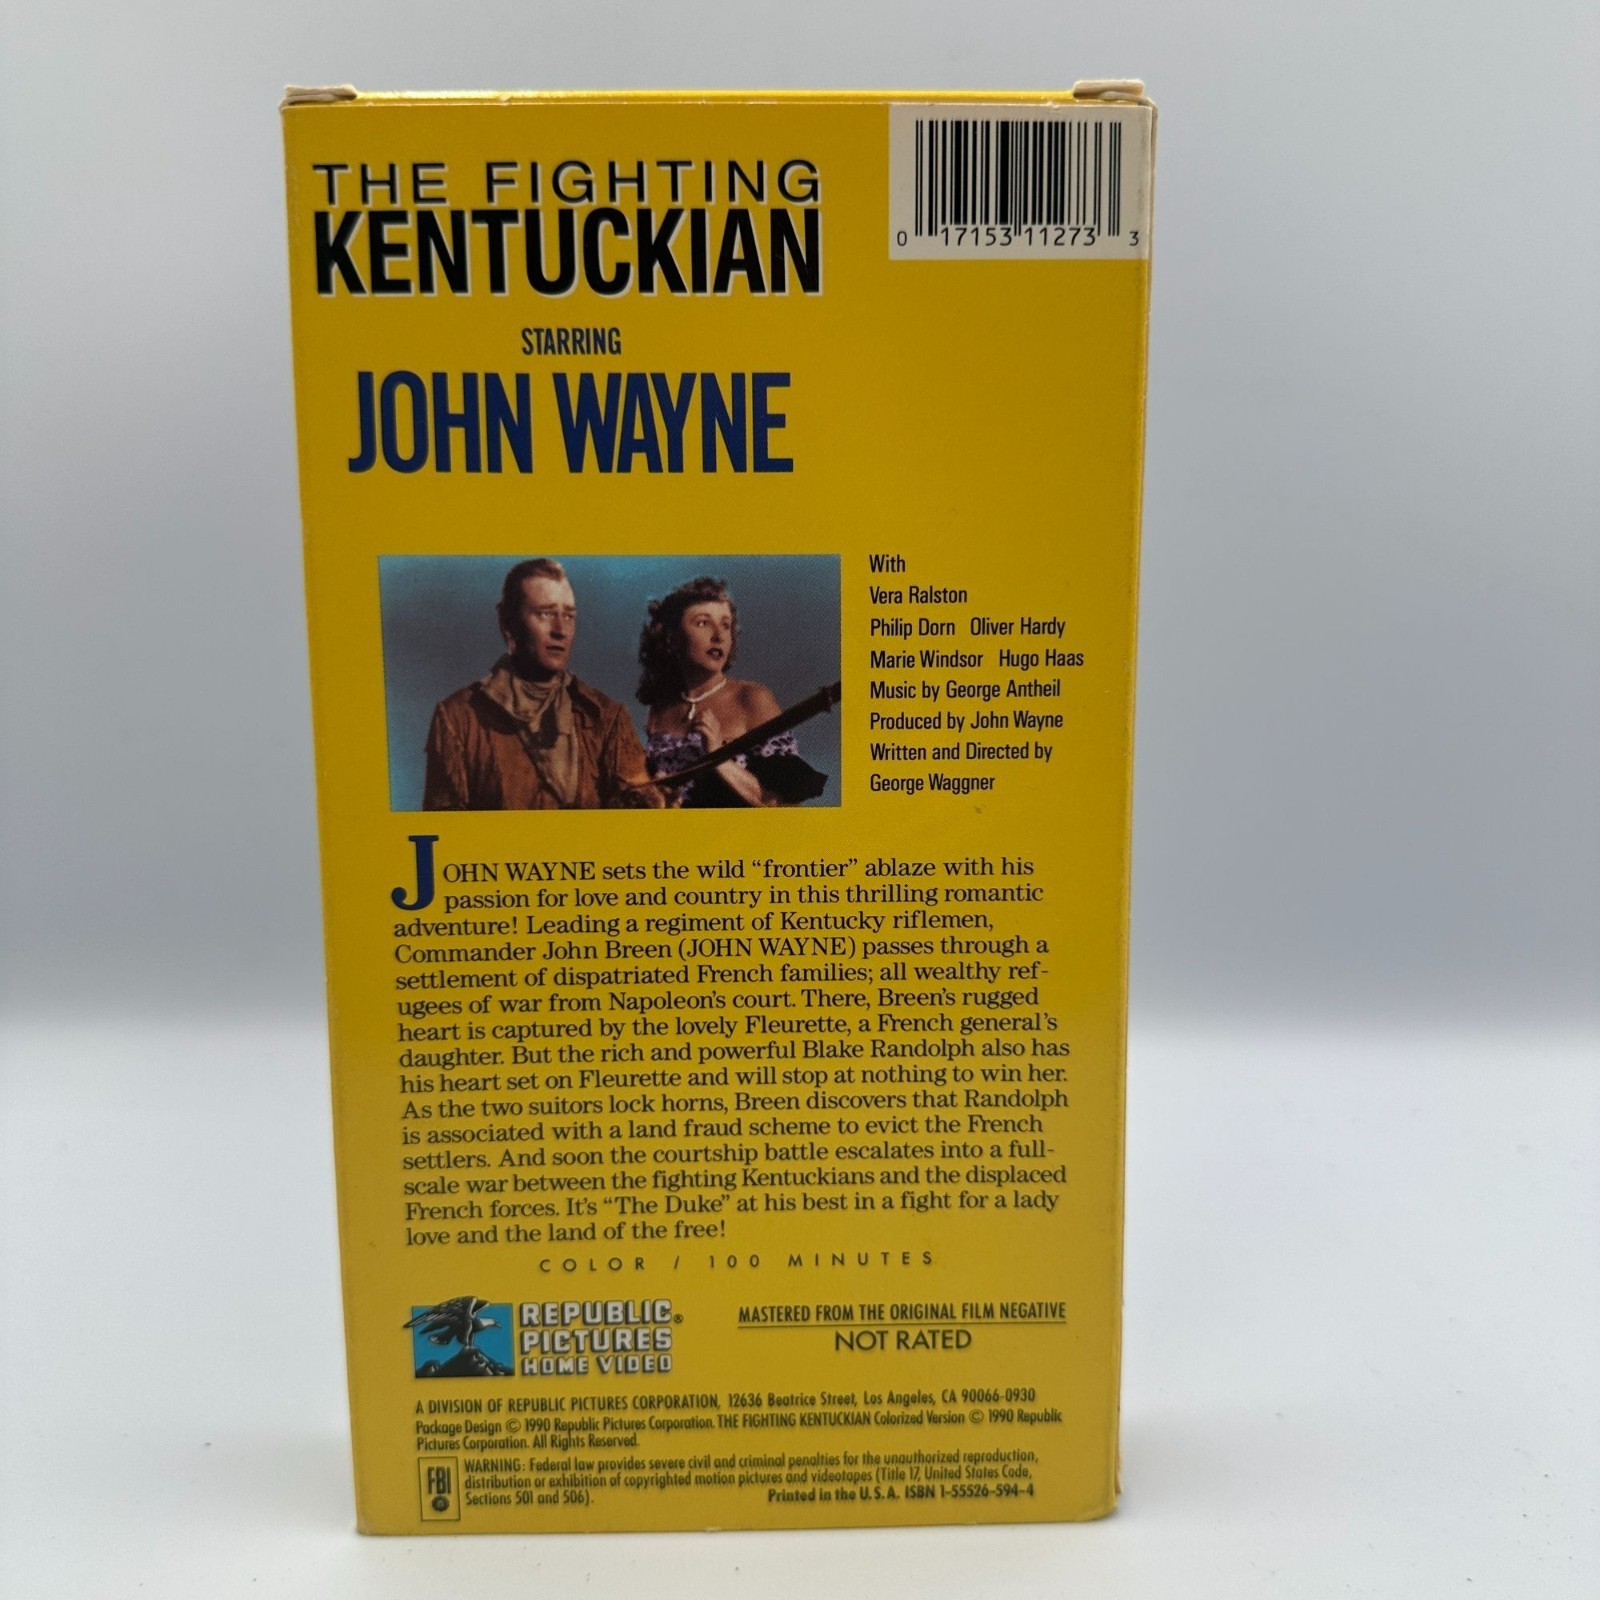 THE FIGHTING
KENTUCKIAN
0 17153 11273 3
STARRING
JOHN WAYNE
With
Vera Ralston
Philip Dorn Oliver Hardy
Marie Windsor Hugo Haas
Music by George Antheil
Produced by John Wayne
Written and Directed by
George Waggner
JOHN WAYNE sets the wild “frontier” ablaze with his
passion for love and country in this thrilling romantic
adventure! Leading a regiment of Kentucky riflemen,
Commander John Breen (JOHN WAYNE) passes through a
settlement of dispatriated French families; all wealthy ref-
ugees of war from Napoleon's court. There, Breen's rugged
heart is captured by the lovely Fleurette, a French general's
daughter. But the rich and powerful Blake Randolph also has
his heart set on Fleurette and will stop at nothing to win her.
As the two suitors lock horns, Breen discovers that Randolph
is associated with a land fraud scheme to evict the French
settlers. And soon the courtship battle escalates into a full-
scale war between the fighting Kentuckians and the displaced
French forces. It's “The Duke” at his best in a fight for a lady
love and the land of the free!
COLOR / 100 MINUTES
REPUBLIC®
PICTURES
HOME VIDEO
MASTERED FROM THE ORIGINAL FILM NEGATIVE
NOT RATED
A DIVISION OF REPUBLIC PICTURES CORPORATION, 12636 Beatrice Street, Los Angeles, CA 90066-0930
Package Design © 1990 Republic Pictures Corporation. THE FIGHTING KENTUCKIAN Colorized Version © 1990 Republic
Pictures Corporation. All Rights Reserved.
FBI
WARNING: Federal law provides severe civil and criminal penalties for the unauthorized reproduction,
distribution or exhibition of copyrighted motion pictures and videotapes (Title 17, United States Code,
Sections 501 and 506).
Printed in the U.S.A. ISBN 1-55526-594-4